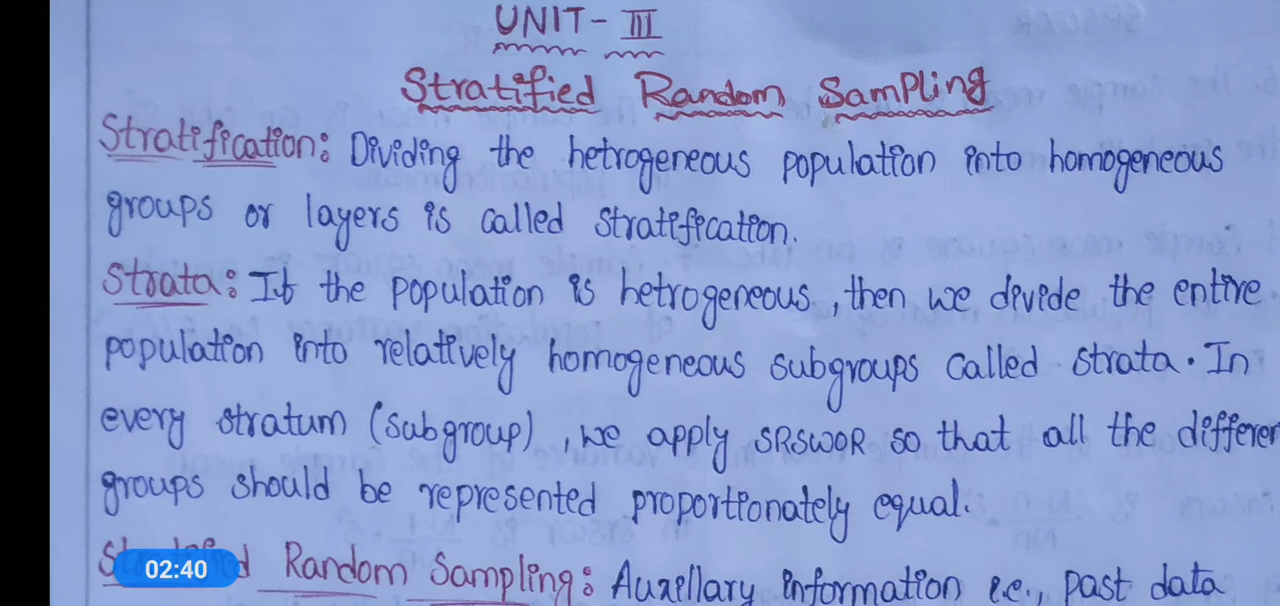 UNIT- III
Stratified Random Sampling
Stratification: Dividing the hetrogeneous population into homogeneous
groups or layers is called stratification.
Strata: If the population is hetrogeneous, then we divide the entire
population into relatively homogeneous subgroups called strata. In
every stratum (subgroup), we apply SRSWOR so that all the differen
groups should be represented proportionately equal.
Random Sampling: Auxillary information i.e., past data
02:40